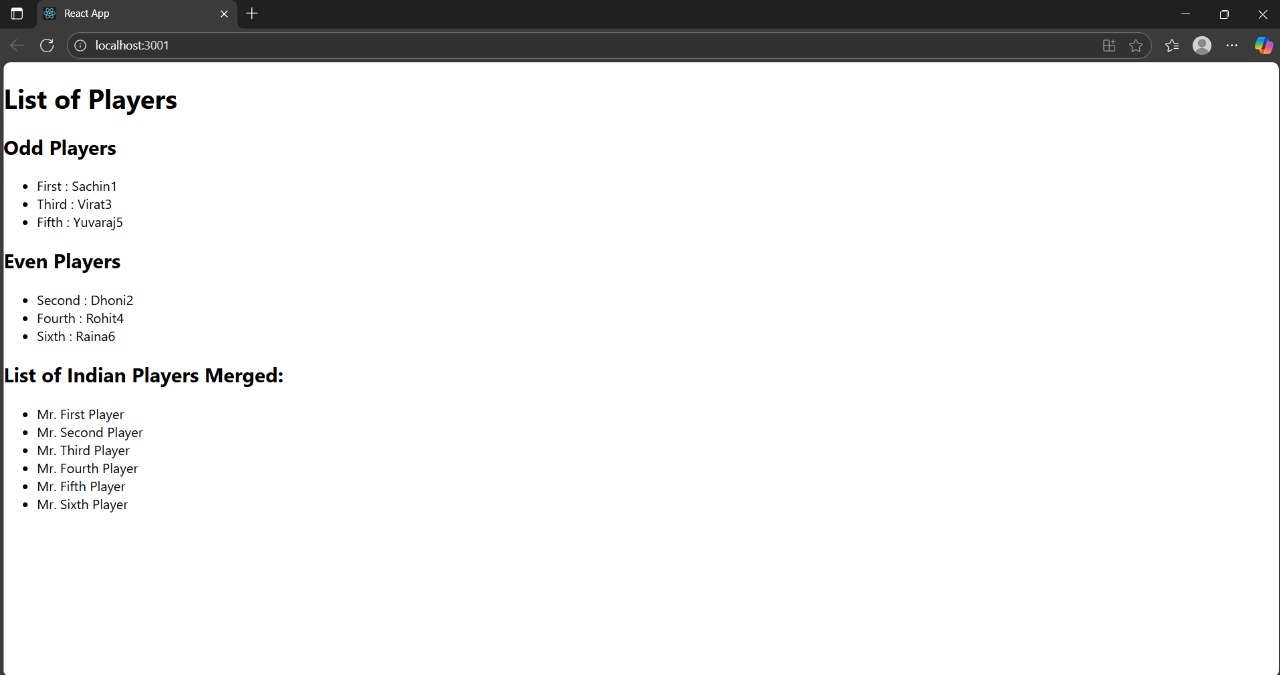 React App
localhost:3001
List of Players
Odd Players
First : Sachin1
Third : Virat3
Fifth : Yuvaraj5
Even Players
Second : Dhoni2
Fourth : Rohit4
Sixth : Raina6
List of Indian Players Merged:
Mr. First Player
Mr. Second Player
Mr. Third Player
Mr. Fourth Player
Mr. Fifth Player
Mr. Sixth Player